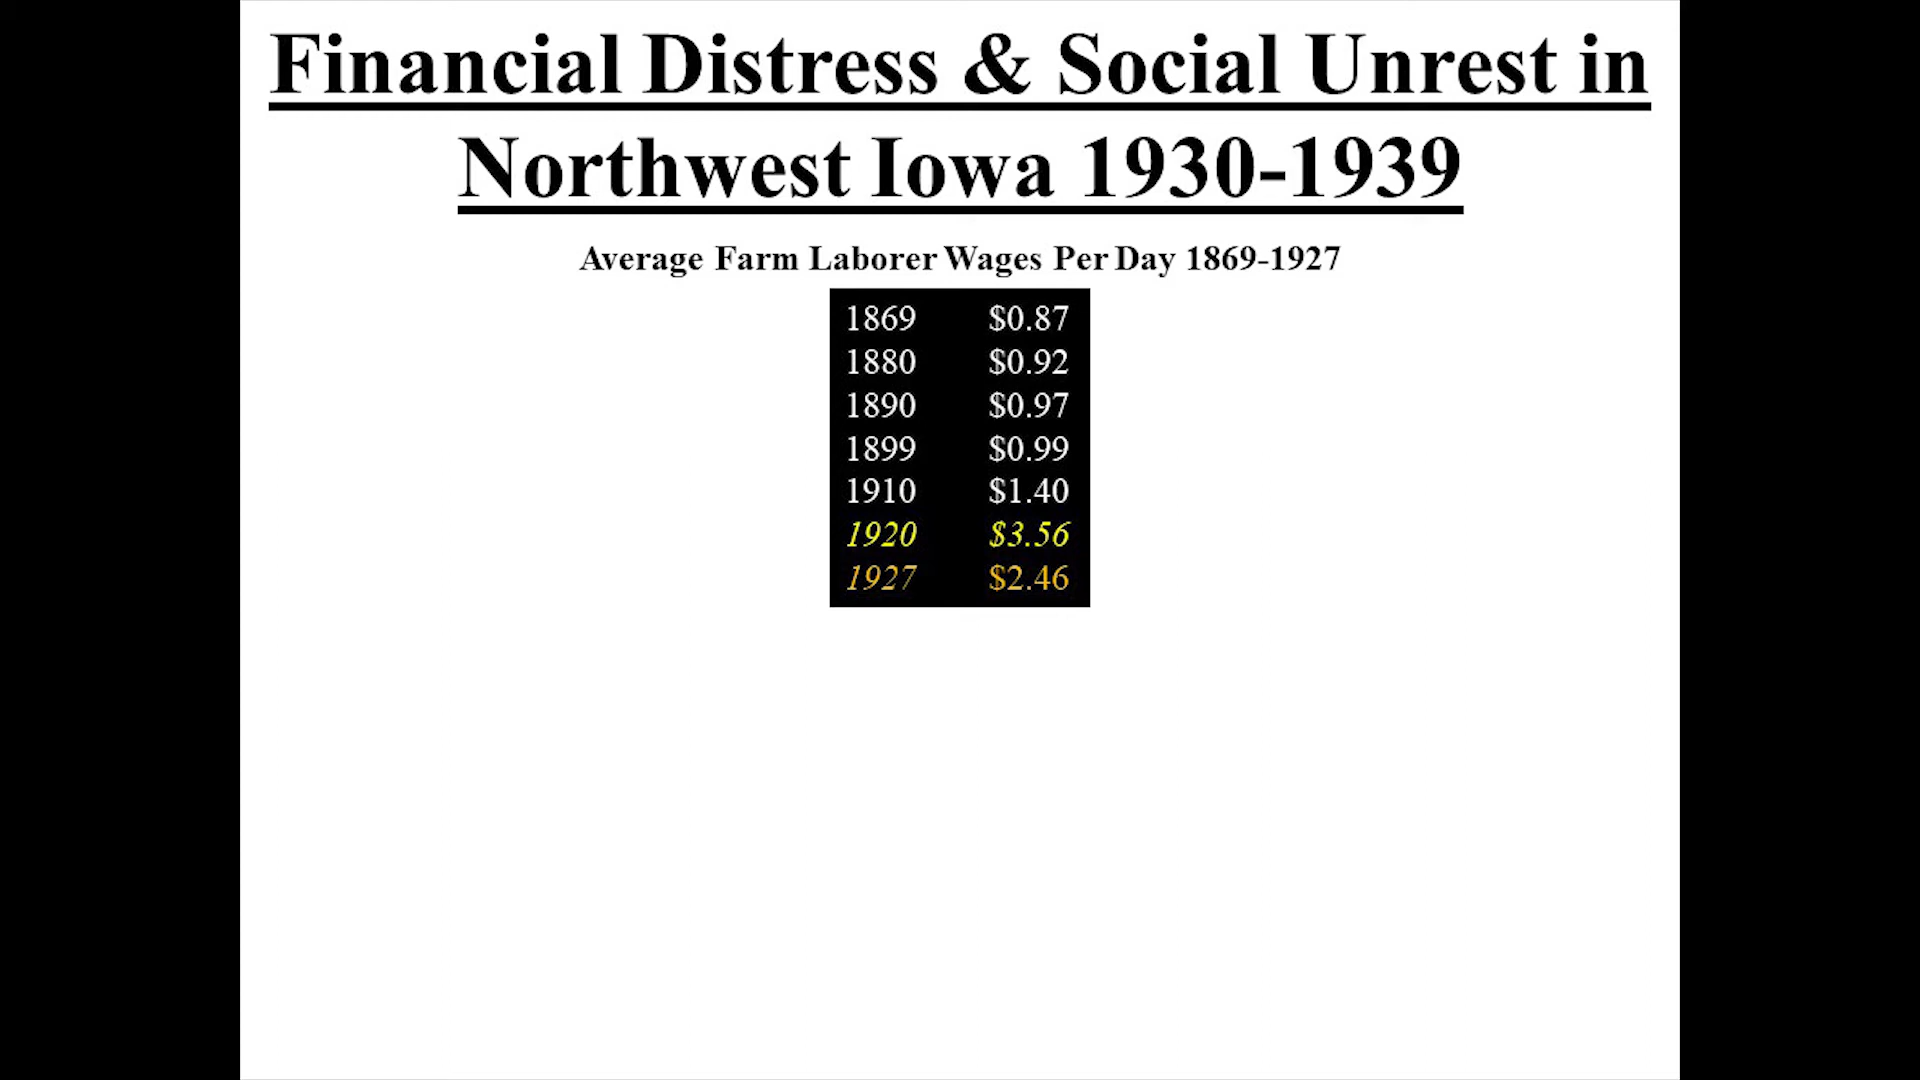 Financial Distress & Social Unrest in
Northwest Iowa 1930-1939
Average Farm Laborer Wages Per Day 1869-1927
1869 $0.87
1880 $0.92
1890 $0.97
1899 $0.99
1910 $1.40
1920 $3.56
1927 $2.46